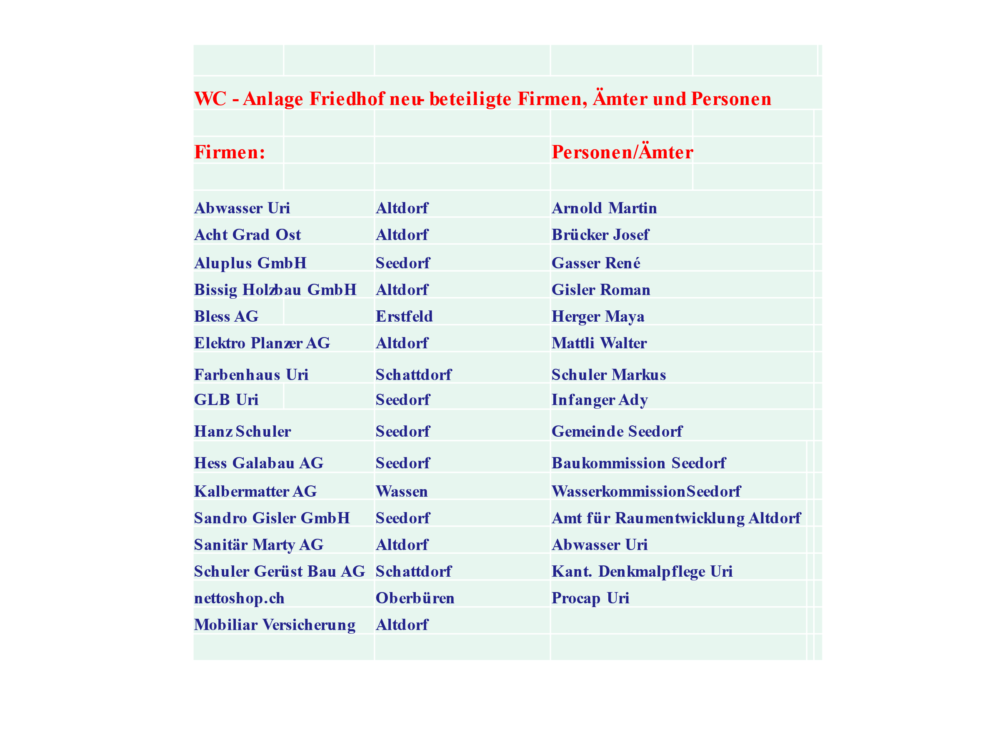 WC - Anlage Friedhof neu- beteiligte Firmen, Ämter und Personen
Firmen: Personen/Ämter
Abwasser Uri Altdorf Arnold Martin
Acht Grad Ost Altdorf Brücker Josef
Aluplus GmbH Seedorf Gasser René
Bissig Holzbau GmbH Altdorf Gisler Roman
Bless AG Erstfeld Herger Maya
Elektro Planzer AG Altdorf Mattli Walter
Farbenhaus Uri Schattdorf Schuler Markus
GLB Uri Seedorf Infanger Ady
Hanz Schuler Seedorf Gemeinde Seedorf
Hess Galabau AG Seedorf Baukommission Seedorf
Kalbermatter AG Wassen Wasserkommission Seedorf
Sandro Gisler GmbH Seedorf Amt für Raumentwicklung Altdorf
Sanitär Marty AG Altdorf Abwasser Uri
Schuler Gerüst Bau AG Schattdorf Kant. Denkmalpflege Uri
nettoshop.ch Oberbüren Procap Uri
Mobiliar Versicherung Altdorf